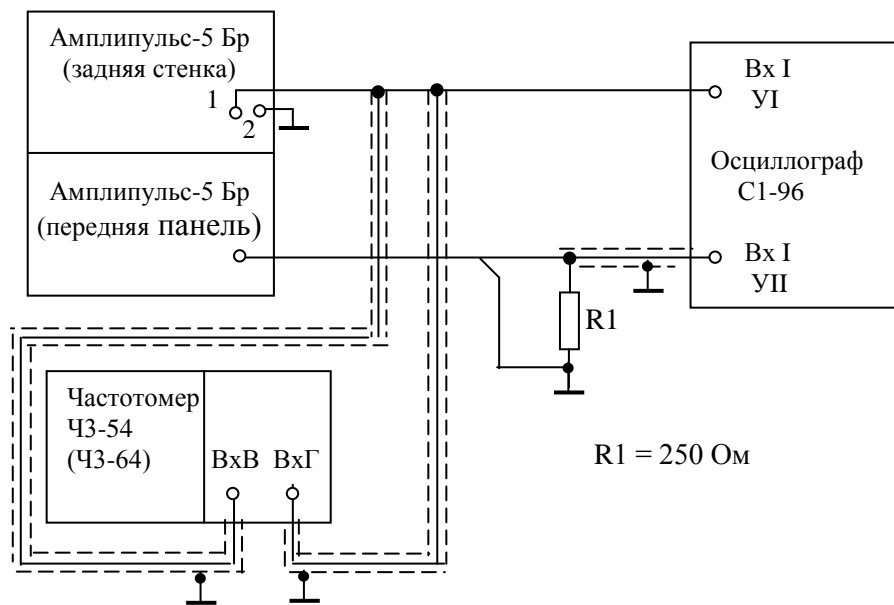 Амплипульс-5 Бр
(задняя стенка)
1
2
Амплипульс-5 Бр
(передняя панель)
Вх I
УI
Осциллограф
С1-96
Вх I
УII
R1
Частотомер
Ч3-54
(Ч3-64)
ВхВ ВхГ
R1 = 250 Ом